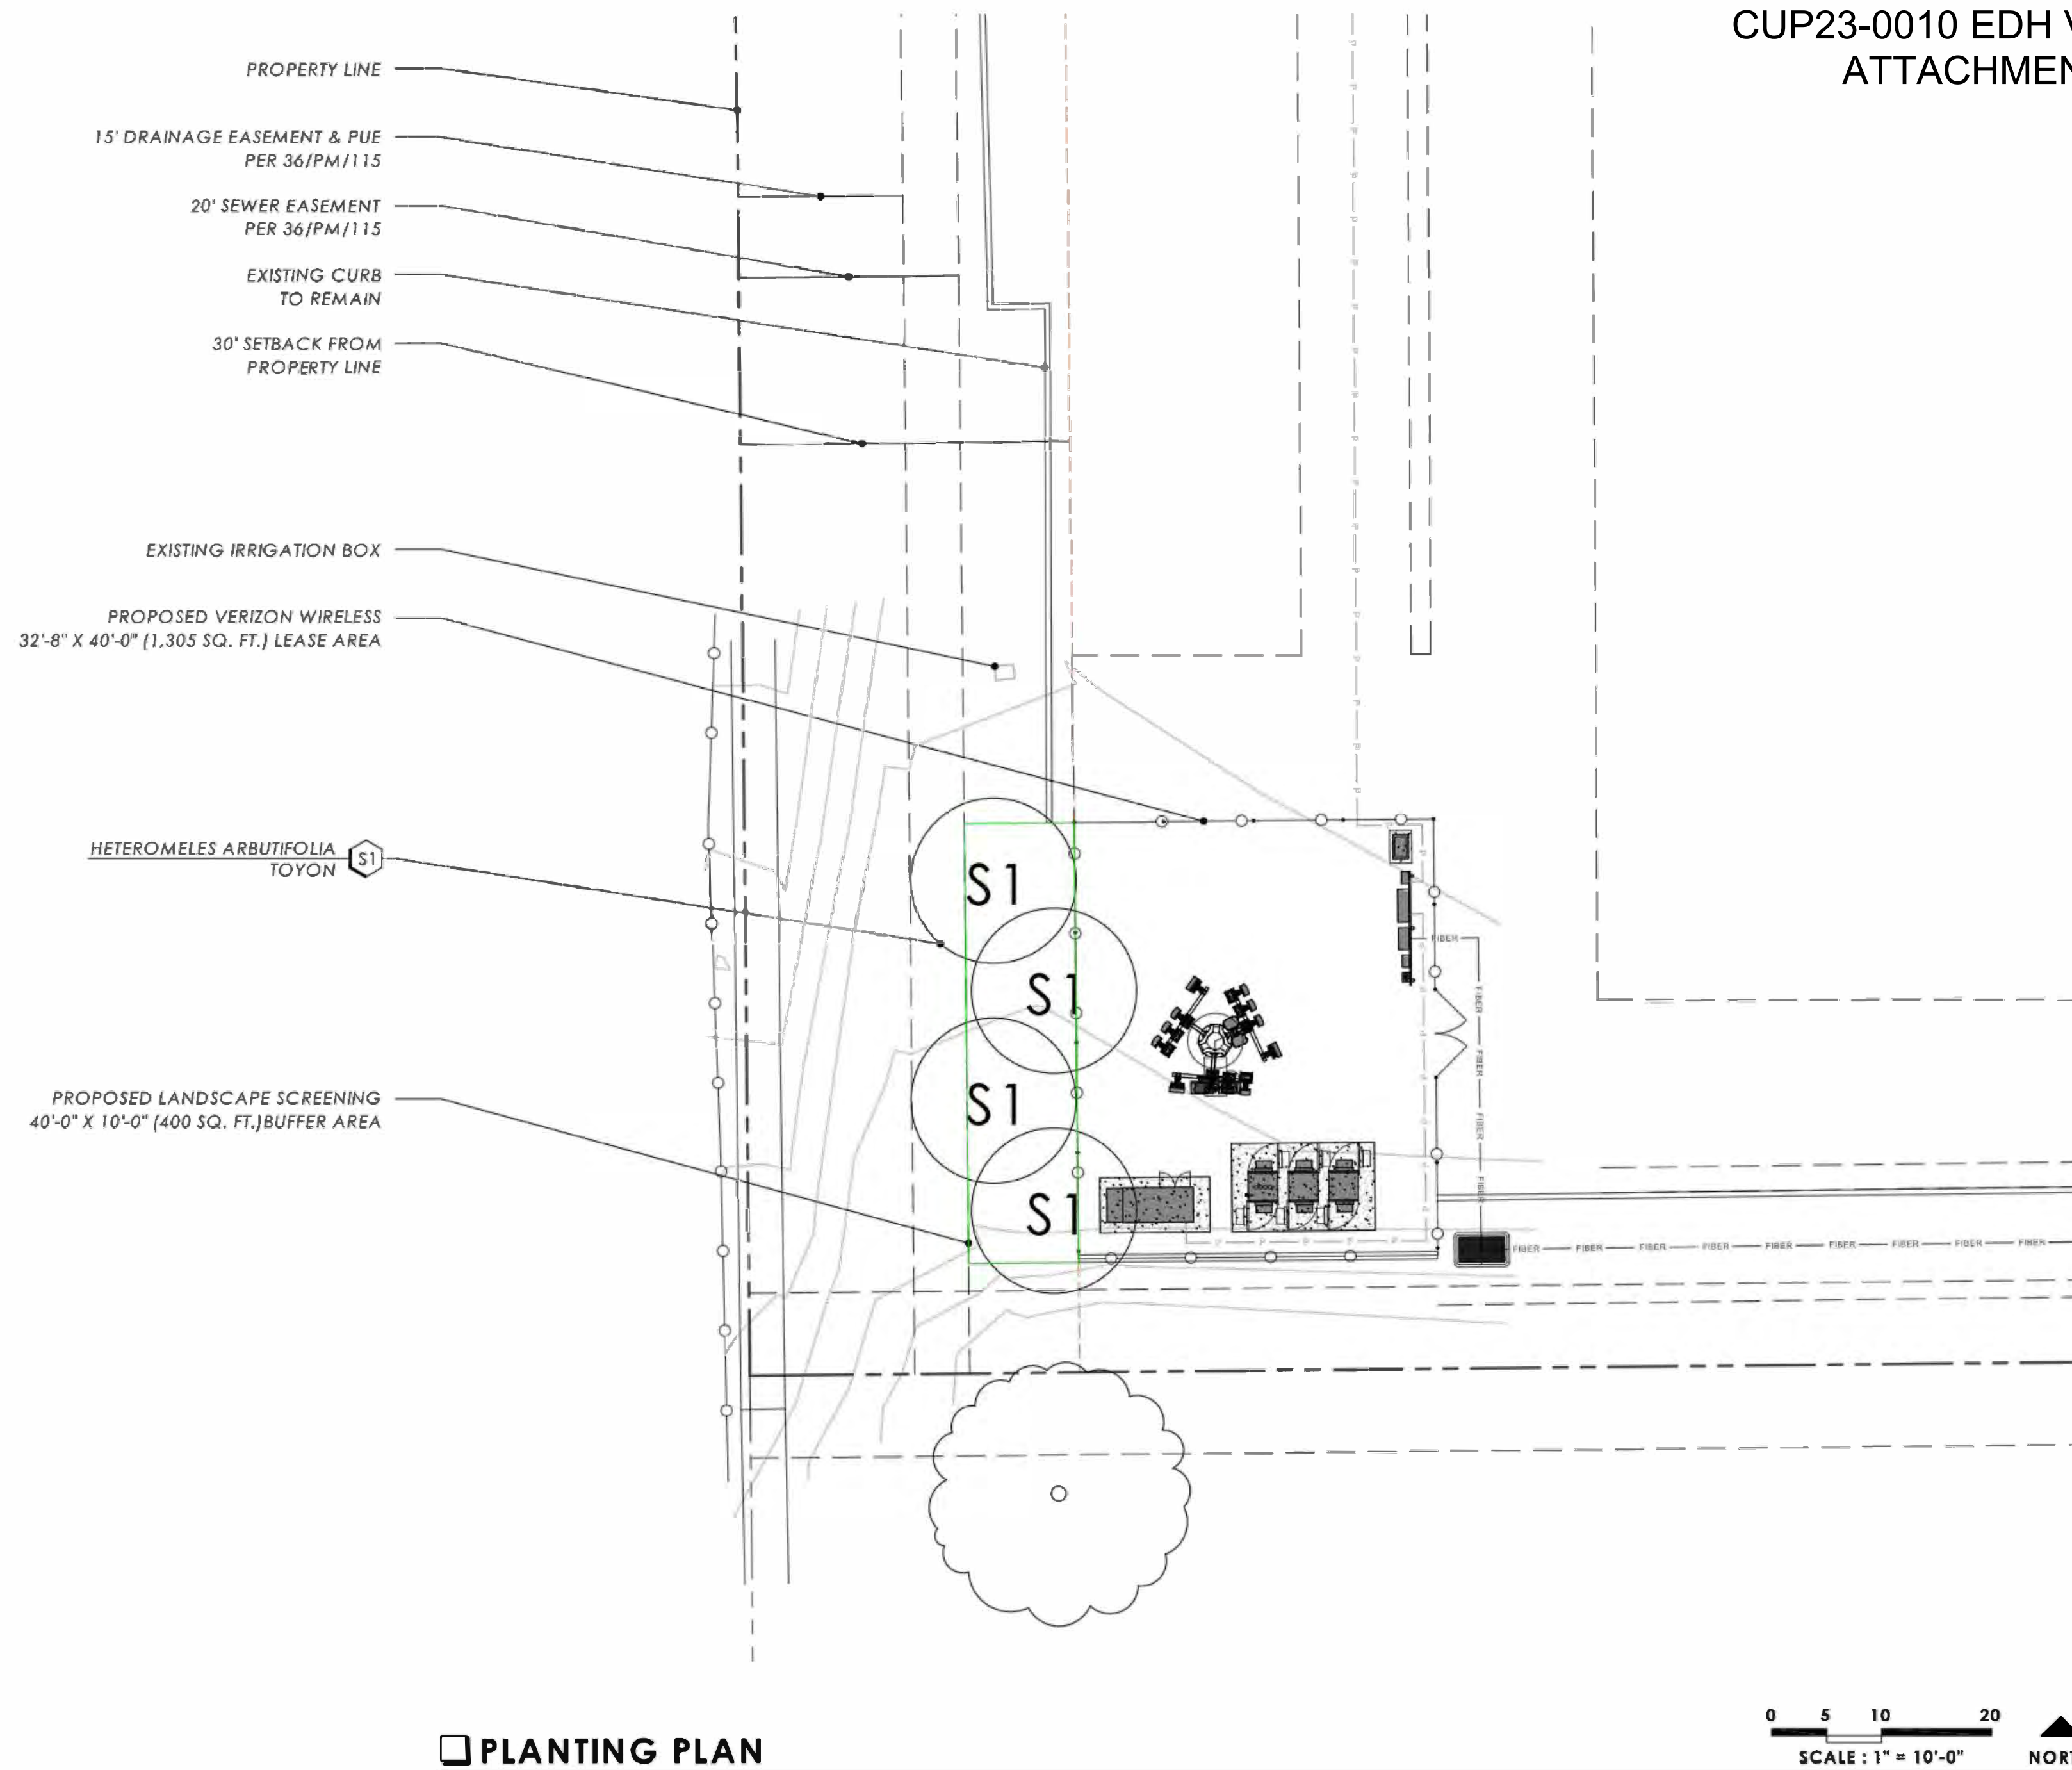 CUP23-0010 EDH
ATTACHMEN
PROPERTY LINE
15' DRAINAGE EASEMENT & PUE
PER 36/PM/115
20' SEWER EASEMENT
PER 36/PM/115
EXISTING CURB
TO REMAIN
30' SETBACK FROM
PROPERTY LINE
EXISTING IRRIGATION BOX
PROPOSED VERIZON WIRELESS
32'-8" X 40'-0" (1,305 SQ. FT.) LEASE AREA
HETEROMELES ARBUTIFOLIA
TOYON
S1
PROPOSED LANDSCAPE SCREENING
40'-0" X 10'-0" (400 SQ. FT.)BUFFER AREA
S1
S1
S1
S1
FIBER
FIBER
FIBER
FIBER
FIBER
FIBER FIBER FIBER FIBER FIBER FIBER FIBER FIBER FIBER
PLANTING PLAN
0 5 10 20
SCALE : 1" = 10'-0"
NORT